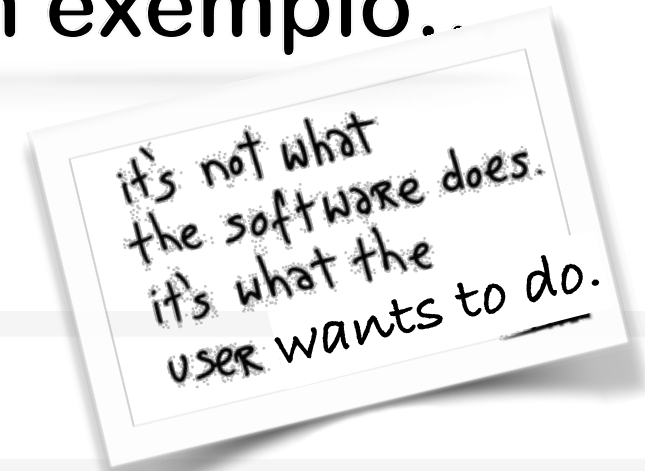 exemplo..
it's not what
the software does.
it's what the
user wants to do.